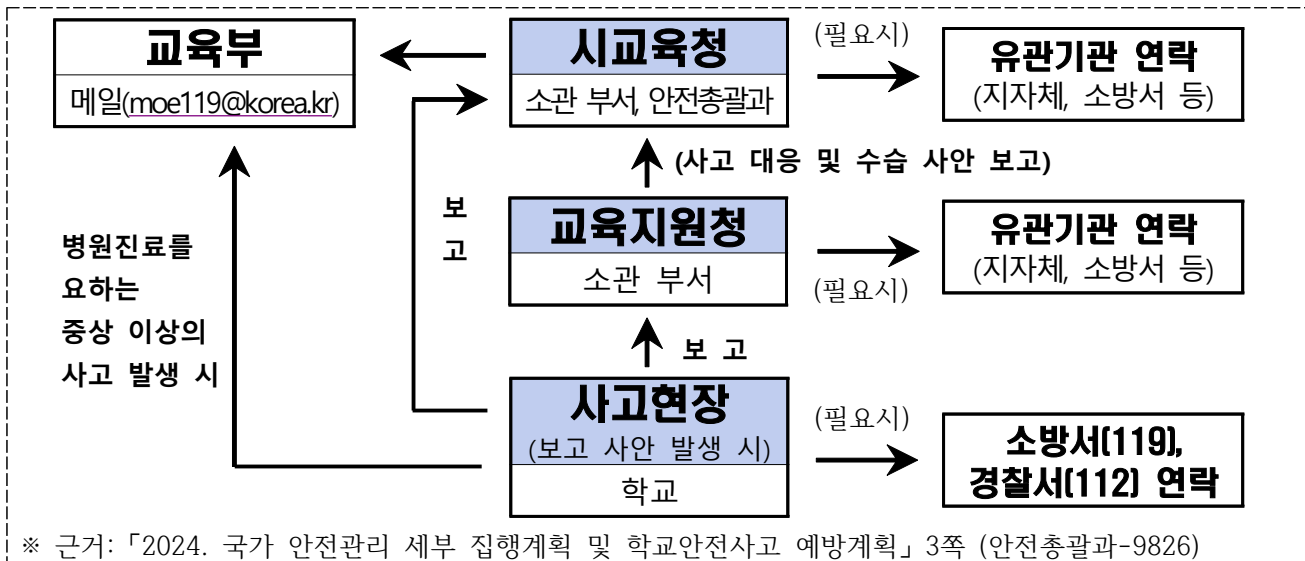 교육부
메일(moe119@korea.kr)
시교육청
소관 부서, 안전총괄과
(필요시)
유관기관 연락
(지자체, 소방서 등)
(사고 대응 및 수습 사안 보고)
보
고
교육지원청
소관 부서
(필요시)
유관기관 연락
(지자체, 소방서 등)
병원진료를
요하는
중상 이상의
사고 발생 시
보 고
사고현장
(보고 사안 발생 시)
학교
(필요시)
소방서(119),
경찰서(112) 연락
※ 근거: 「2024. 국가 안전관리 세부 집행계획 및 학교안전사고 예방계획」 3쪽 (안전총괄과-9826)